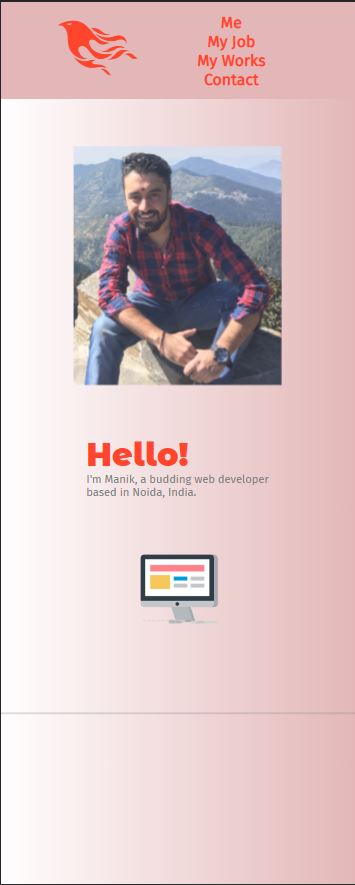 Me
My Job
My Works
Contact
Hello!
I'm Manik, a budding web developer
based in Noida, India.